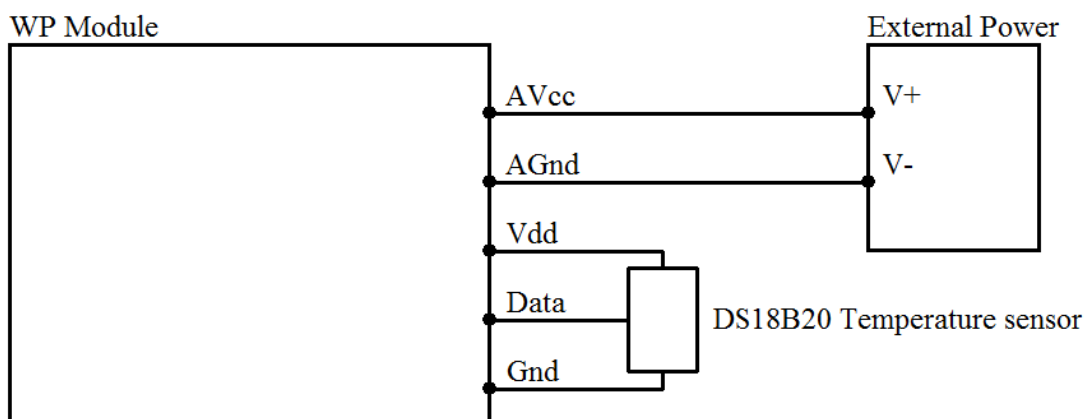 WP Module
External Power
AVcc
V+
AGnd
V-
Vdd
Data
DS18B20 Temperature sensor
Gnd